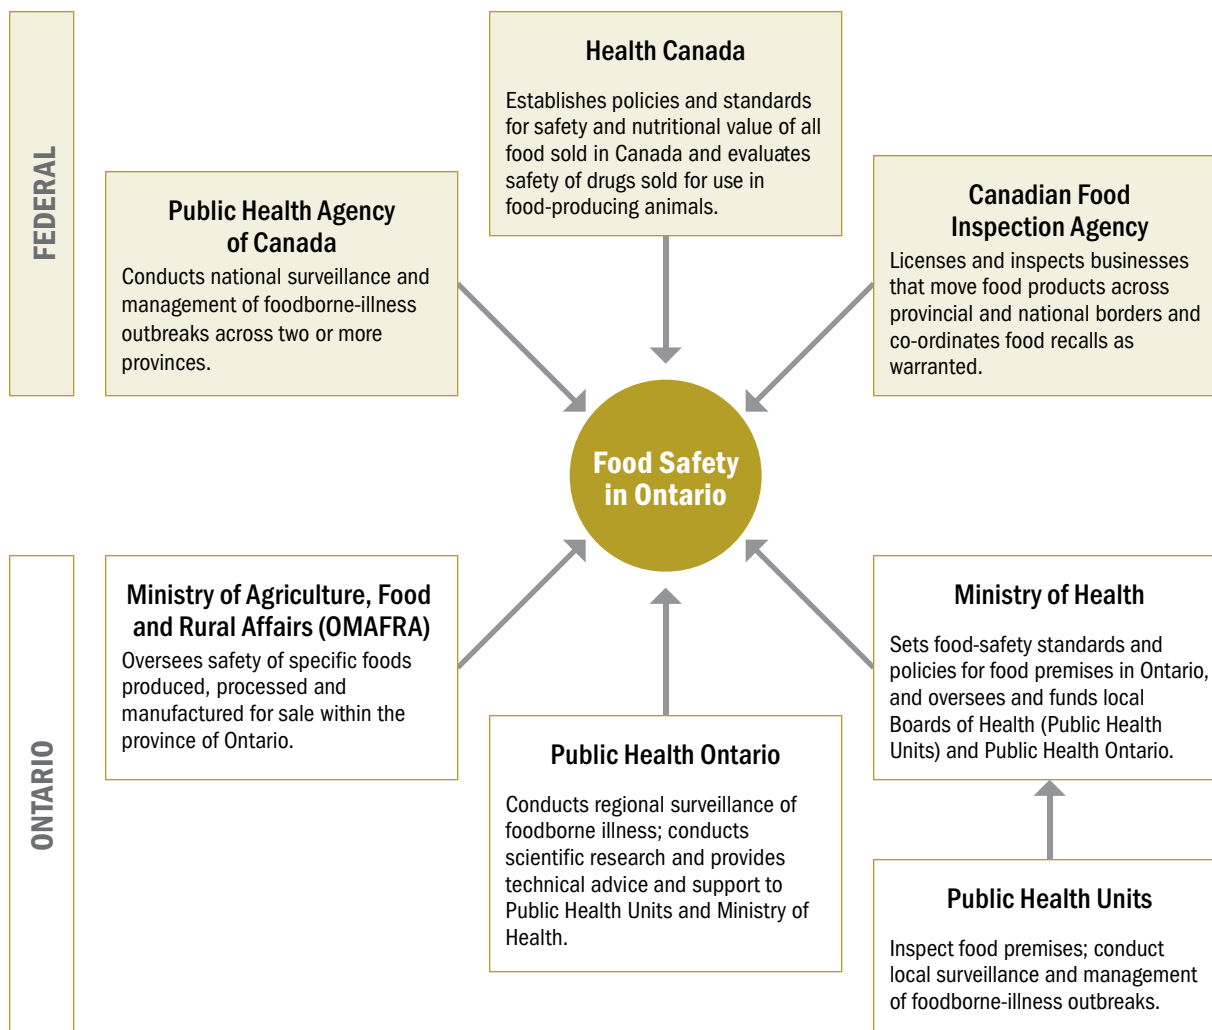 FEDERAL
Health Canada
Establishes policies and standards
for safety and nutritional value of all
food sold in Canada and evaluates
safety of drugs sold for use in
food-producing animals.
Public Health Agency
of Canada
Conducts national surveillance and
management of foodborne-illness
outbreaks across two or more
provinces.
Canadian Food
Inspection Agency
Licenses and inspects businesses
that move food products across
provincial and national borders and
co-ordinates food recalls as
warranted.
Food Safety
in Ontario
ONTARIO
Ministry of Agriculture, Food
and Rural Affairs (OMAFRA)
Oversees safety of specific foods
produced, processed and
manufactured for sale within the
province of Ontario.
Public Health Ontario
Conducts regional surveillance of
foodborne illness; conducts
scientific research and provides
technical advice and support to
Public Health Units and Ministry of
Health.
Ministry of Health
Sets food-safety standards and
policies for food premises in Ontario,
and oversees and funds local
Boards of Health (Public Health
Units) and Public Health Ontario.
Public Health Units
Inspect food premises; conduct
local surveillance and management
of foodborne-illness outbreaks.